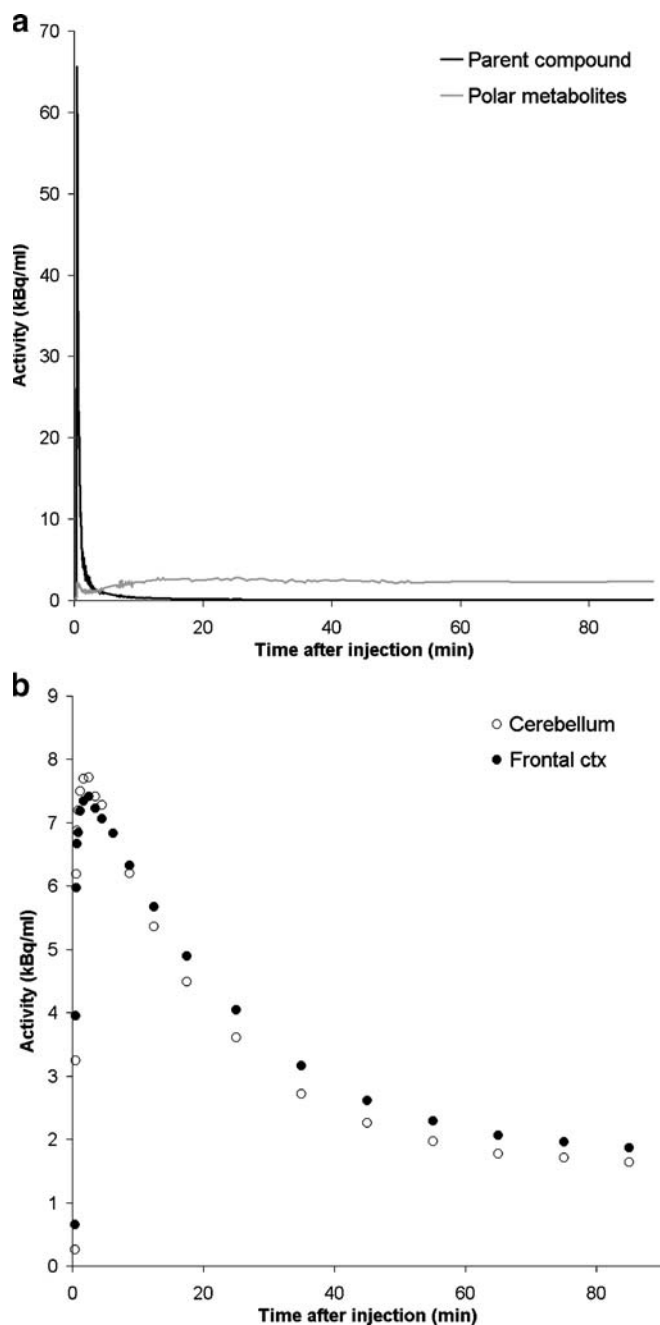 a
70
60
50
40
30
20
10
0
Activity (kBq/ml)
Parent compound
Polar metabolites
0 20 40 60 80
Time after injection (min)
b
9
8
7
6
5
4
3
2
1
0
Activity (kBq/ml)
Cerebellum
Frontal ctx
0 20 40 60 80
Time after injection (min)